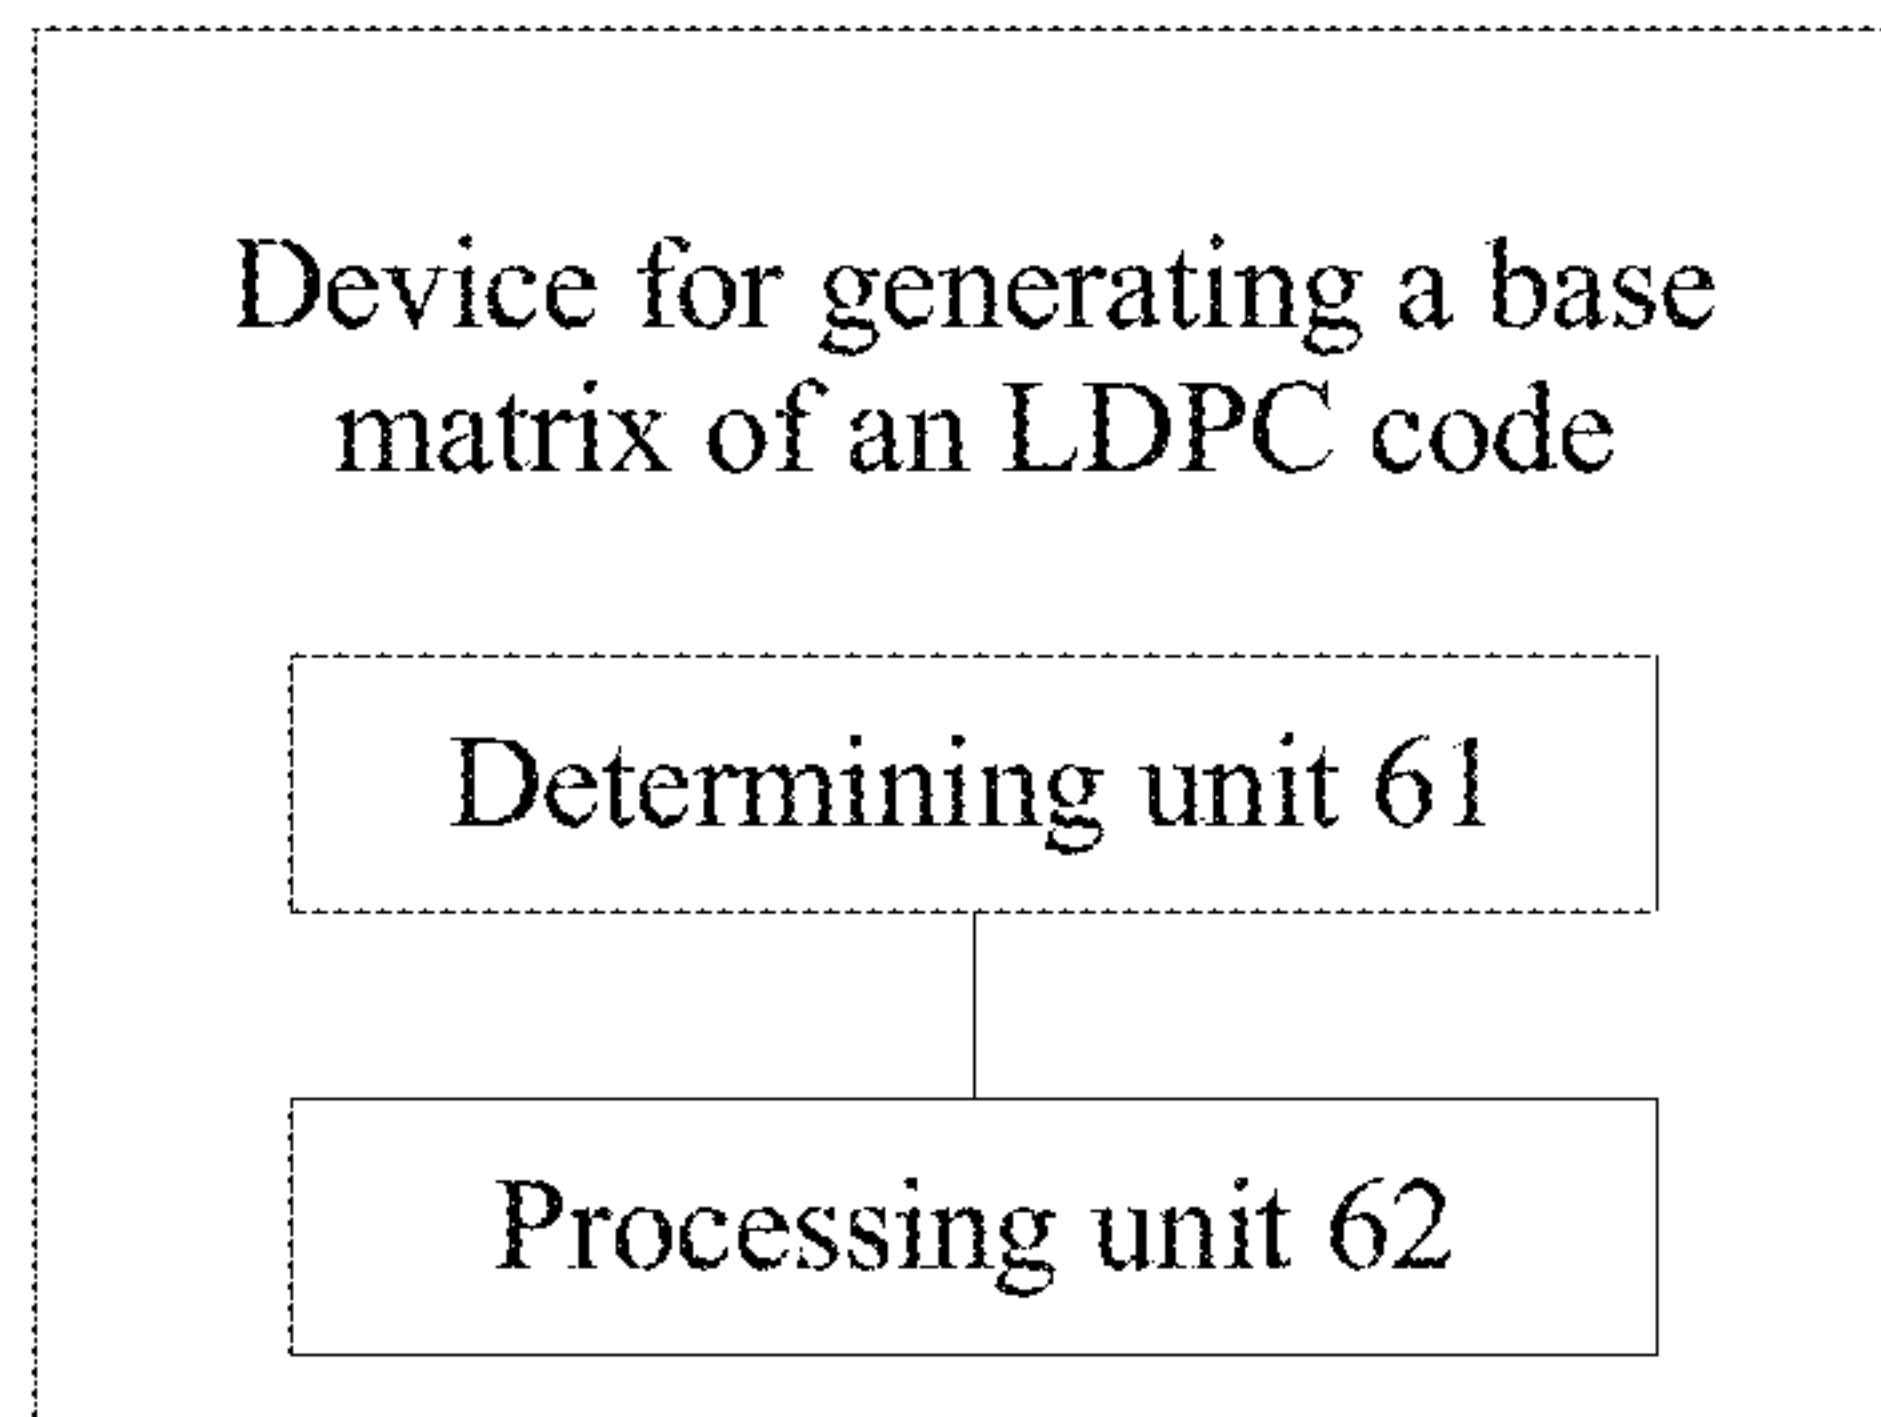 Device for generating a base
matrix of an LDPC code
Determining unit 61
Processing unit 62